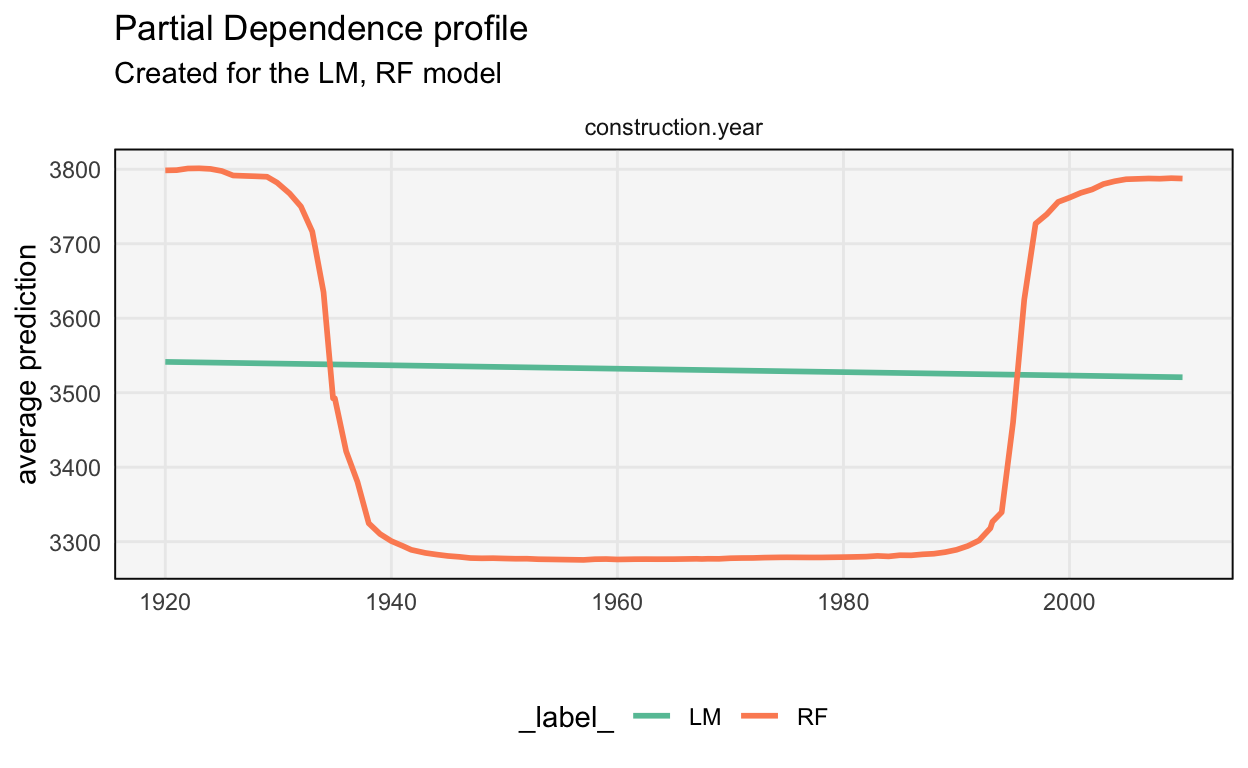 Partial Dependence profile
Created for the LM, RF model
construction.year
average prediction
3800
3700
3600
3500
3400
3300
1920 1940 1960 1980 2000
_label_ LM RF